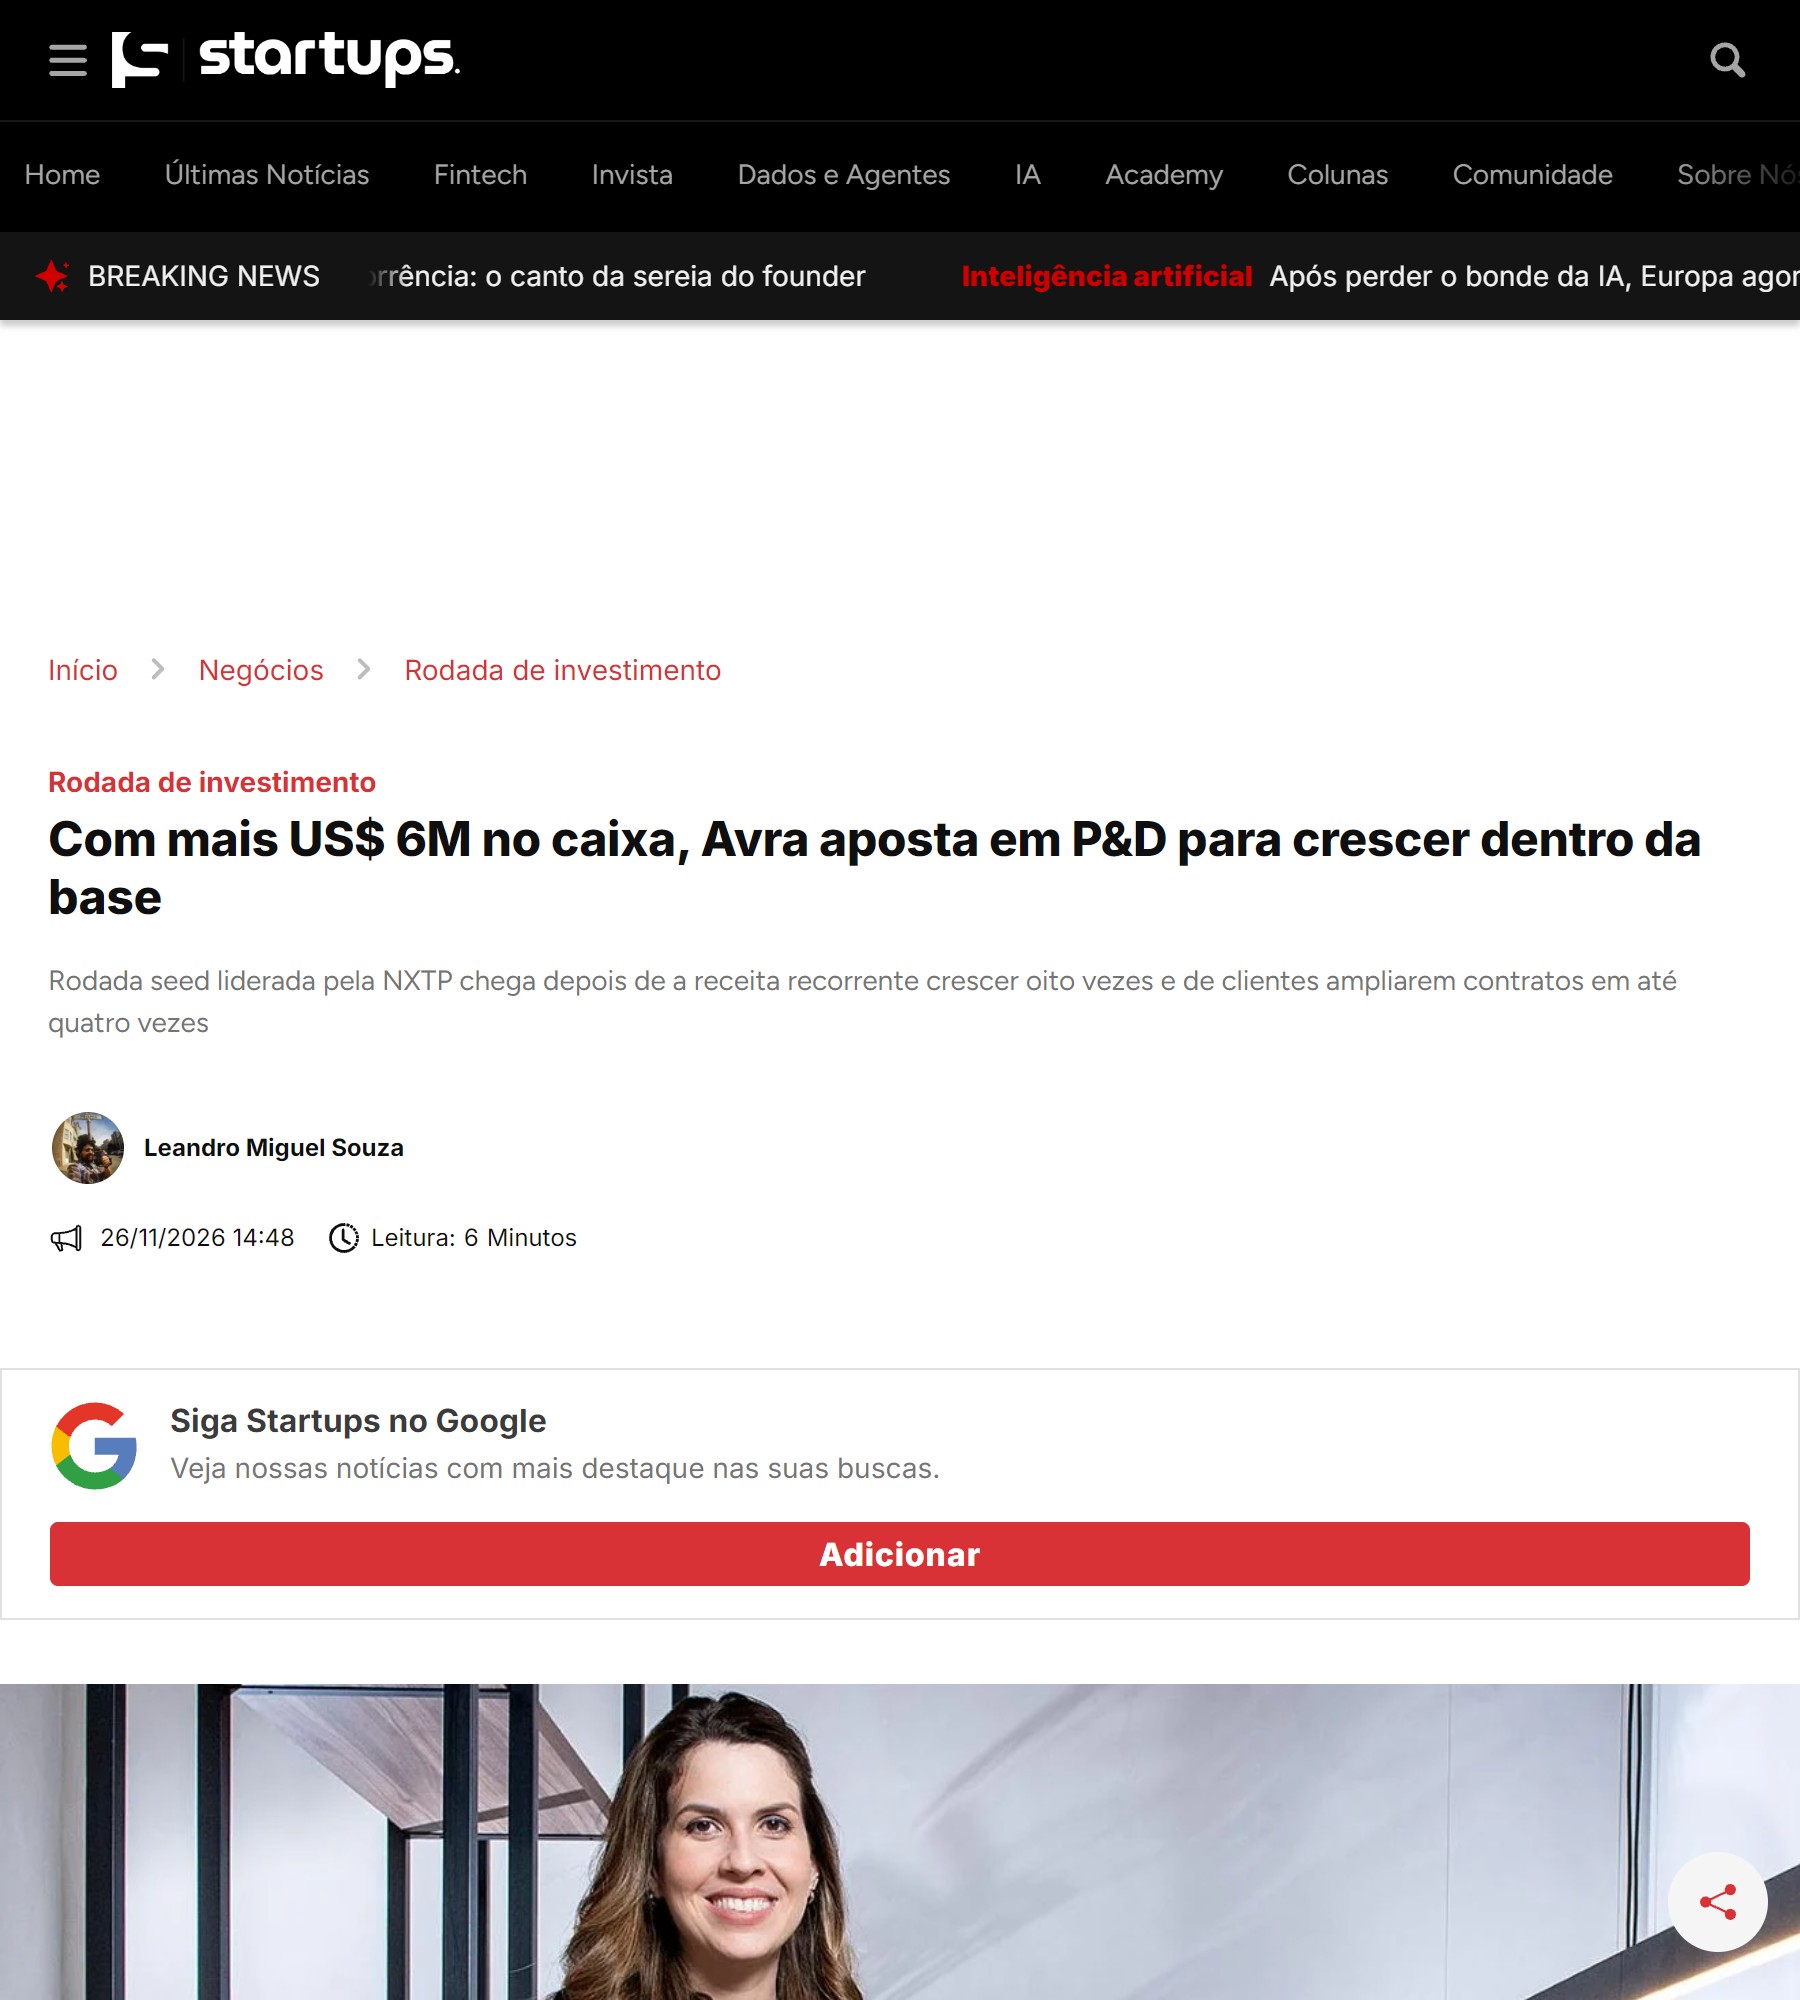 startups.
Home Últimas Notícias Fintech Invista Dados e Agentes IA Academy Colunas Comunidade Sobre
BREAKING NEWS o canto da sereia do founder Inteligência artificial Após perder o bonde da IA, Europa
Início Negócios Rodada de investimento
Rodada de investimento
Com mais US$ 6M no caixa, Avra aposta em P&D para crescer dentro da
base
Rodada seed liderada pela NXTP chega depois de a receita recorrente crescer oito vezes e de clientes ampliarem contratos em até
quatro vezes
Leandro Miguel Souza
26/11/2026 14:48 Leitura: 6 Minutos
Siga Startups no Google
Veja nossas notícias com mais destaque nas suas buscas.
Adicionar